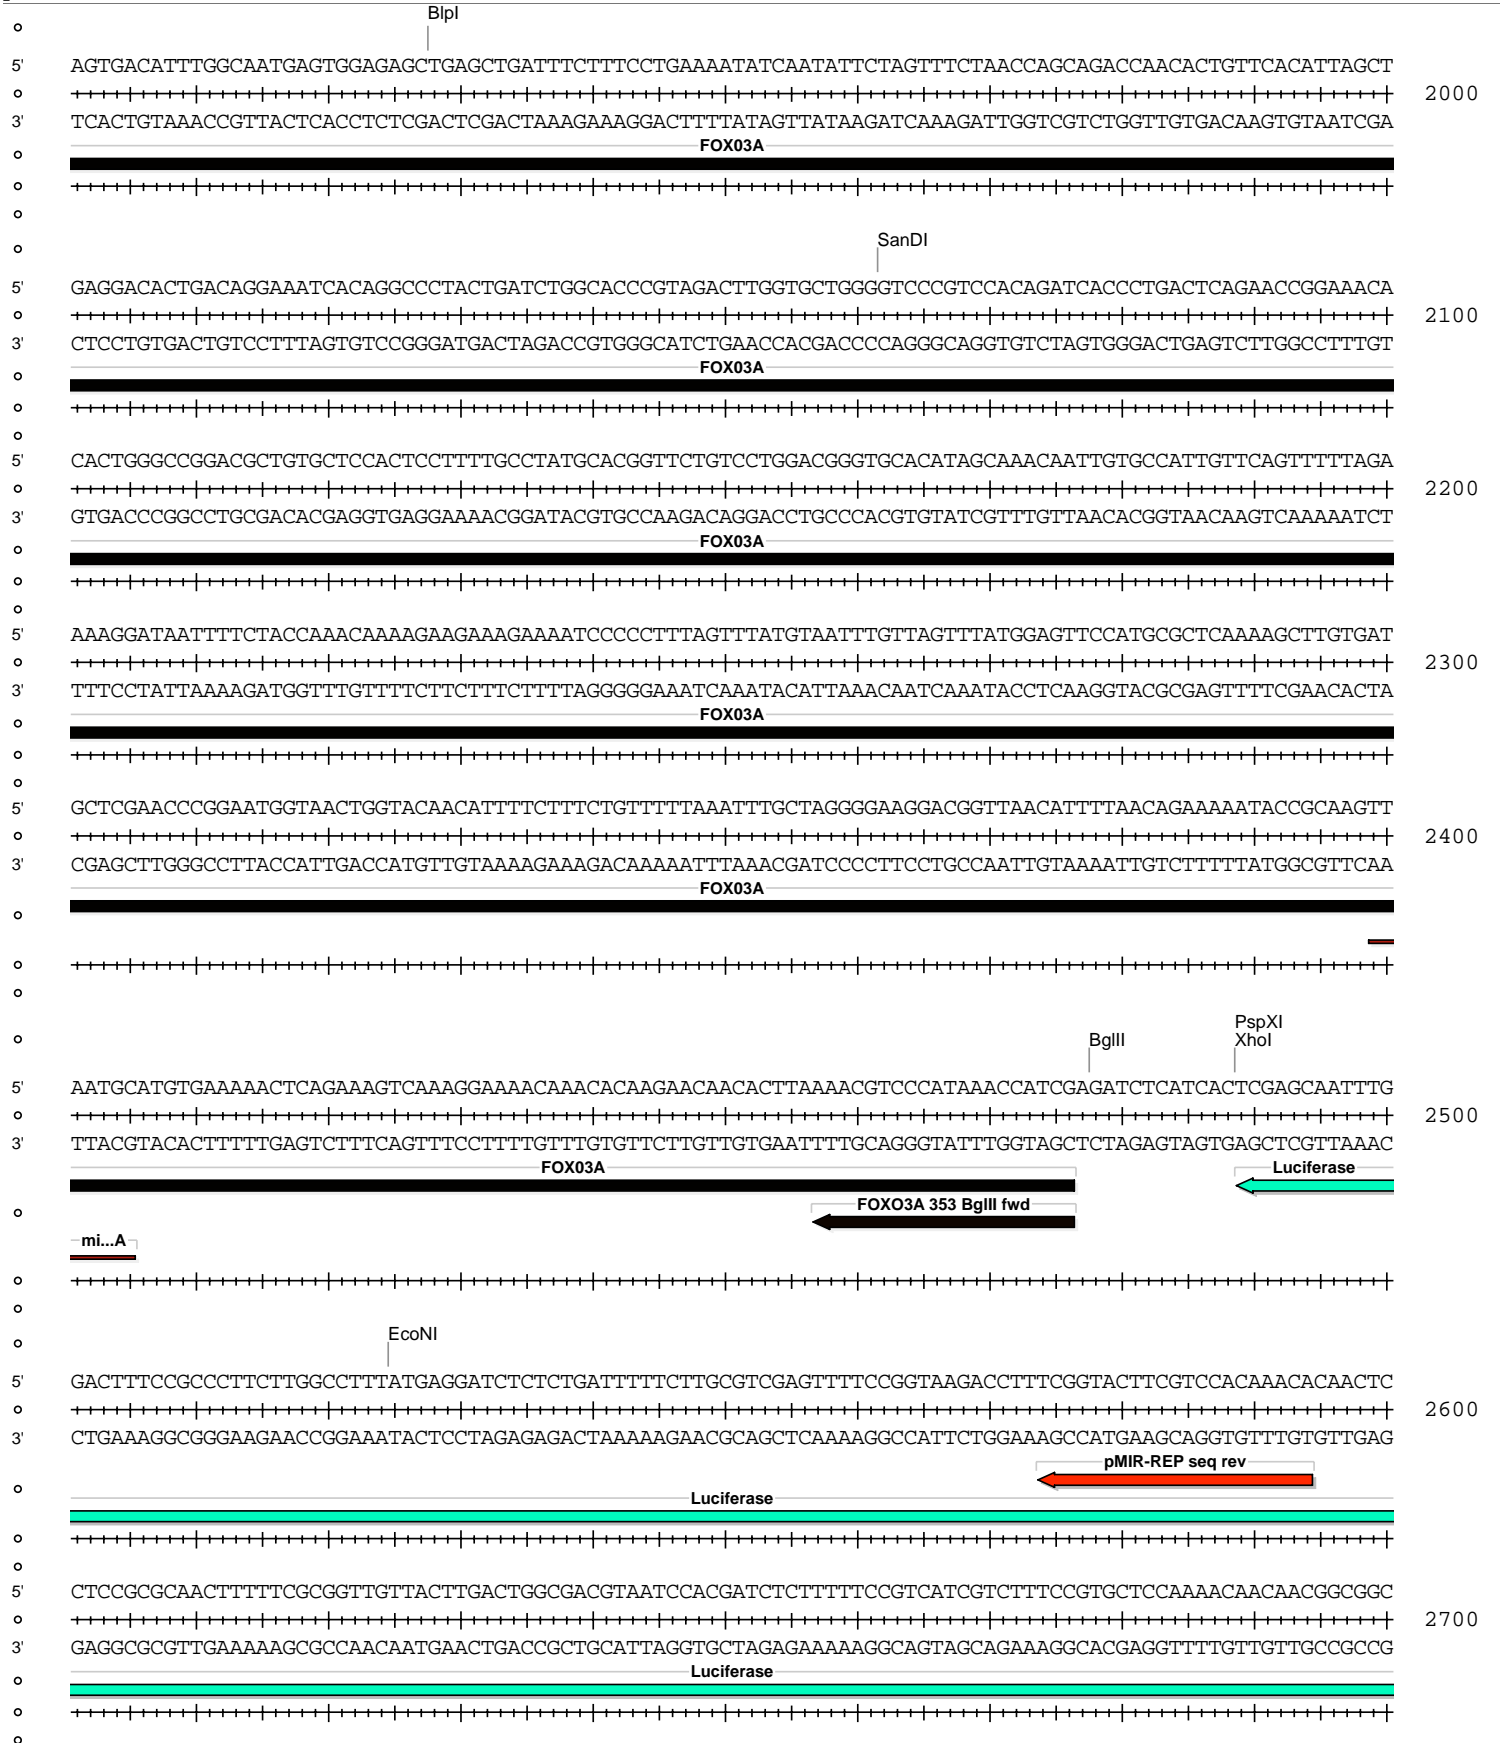 BlpI
5' AGTGACATTTGGCAATGAGTGGAGAGCTGAGCTGATTTCTTTCCTGAAAATATCAATATTCTAGTTTCTAACCAGCAGACCAACACTGTTCACATTAGCT
2000
3' TCACTGTAAACCGTTACTCACCTCTCGACTCGACTAAAGAAAGGACTTTTATAGTTATAAGATCAAAGATTGGTCGTCTGGTTGTGACAAGTGTAATCGA
FOX03A
SanDI
5' GAGGACACTGACAGGAAATCACAGGCCCTACTGATCTGGCACCCGTAGACTTGGTGCTGGGGTCCCGTCCACAGATCACCCTGACTCAGAACCGGAAACA
2100
3' CTCCTGTGACTGTCCTTTAGTGTCCGGGATGACTAGACCGTGGGCATCTGAACCACGACCCCAGGGCAGGTGTCTAGTGGGACTGAGTCTTGGCCTTTGT
FOX03A
5' CACTGGGCCGGACGCTGTGCTCCACTCCTTTTGCCTATGCACGGTTCTGTCCTGGACGGGTGCACATAGCAAACAATTGTGCCATTGTTCAGTTTTTAGA
2200
3' GTGACCCGGCCTGCGACACGAGGTGAGGAAAACGGATACGTGCCAAGACAGGACCTGCCCACGTGTATCGTTTGTTAACACGGTAACAAGTCAAAAATCT
FOX03A
5' AAAGGATAATTTTCTACCAAACAAAAGAAGAAAGAAAATCCCCCTTTAGTTTATGTAATTTGTTAGTTTATGGAGTTCCATGCGCTCAAAAGCTTGTGAT
2300
3' TTTCCTATTAAAAGATGGTTTGTTTTCTTCTTTCTTTTAGGGGGAAATCAAATACATTAAACAATCAAATACCTCAAGGTACGCGAGTTTTCGAACACTA
FOX03A
5' GCTCGAACCCGGAATGGTAACTGGTACAACATTTTCTTTCTGTTTTTAAATTTGCTAGGGGAAGGACGGTTAACATTTTAACAGAAAAATACCGCAAGTT
2400
3' CGAGCTTGGGCCTTACCATTGACCATGTTGTAAAAGAAAGACAAAAATTTAAACGATCCCCTTCCTGCCAATTGTAAAATTGTCTTTTTATGGCGTTCAA
FOX03A
PspXI
BglII XhoI
5' AATGCATGTGAAAAACTCAGAAAGTCAAAGGAAAACAAACACAAGAACAACACTTAAAACGTCCCATAAACCATCGAGATCTCATCACTCGAGCAATTTG
2500
3' TTACGTACACTTTTTGAGTCTTTCAGTTTCCTTTTGTTTGTGTTCTTGTTGTGAATTTTGCAGGGTATTTGGTAGCTCTAGAGTAGTGAGCTCGTTAAAC
FOX03A Luciferase
FOXO3A 353 BglII fwd
mi...A
EcoNI
5' GACTTTCCGCCCTTCTTGGCCTTTATGAGGATCTCTCTGATTTTTCTTGCGTCGAGTTTTCCGGTAAGACCTTTCGGTACTTCGTCCACAAACACAACTC
2600
3' CTGAAAGGCGGGAAGAACCGGAAATACTCCTAGAGAGACTAAAAAGAACGCAGCTCAAAAGGCCATTCTGGAAAGCCATGAAGCAGGTGTTTGTGTTGAG
pMIR-REP seq rev
Luciferase
5' CTCCGCGCAACTTTTTCGCGGTTGTTACTTGACTGGCGACGTAATCCACGATCTCTTTTTCCGTCATCGTCTTTCCGTGCTCCAAAACAACAACGGCGGC
2700
3' GAGGCGCGTTGAAAAAGCGCCAACAATGAACTGACCGCTGCATTAGGTGCTAGAGAAAAAGGCAGTAGCAGAAAGGCACGAGGTTTTGTTGTTGCCGCCG
Luciferase